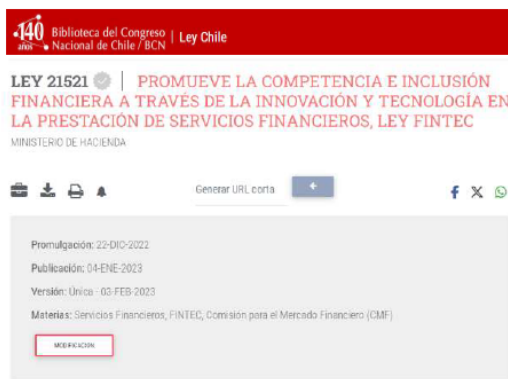 140 años
Biblioteca del Congreso
Nacional de Chile / BCN
Ley Chile
LEY 21521 | PROMUEVE LA COMPETENCIA E INCLUSIÓN
FINANCIERA A TRAVÉS DE LA INNOVACIÓN Y TECNOLOGÍA EN
LA PRESTACIÓN DE SERVICIOS FINANCIEROS, LEY FINTEC
MINISTERIO DE HACIENDA
Generar URL corta
Promulgación: 22-DIC-2022
Publicación: 04-ENE-2023
Versión: Única - 03-FEB-2023
Materias: Servicios Financieros, FINTEC, Comisión para el Mercado Financiero (CMF)
MODIFICACION